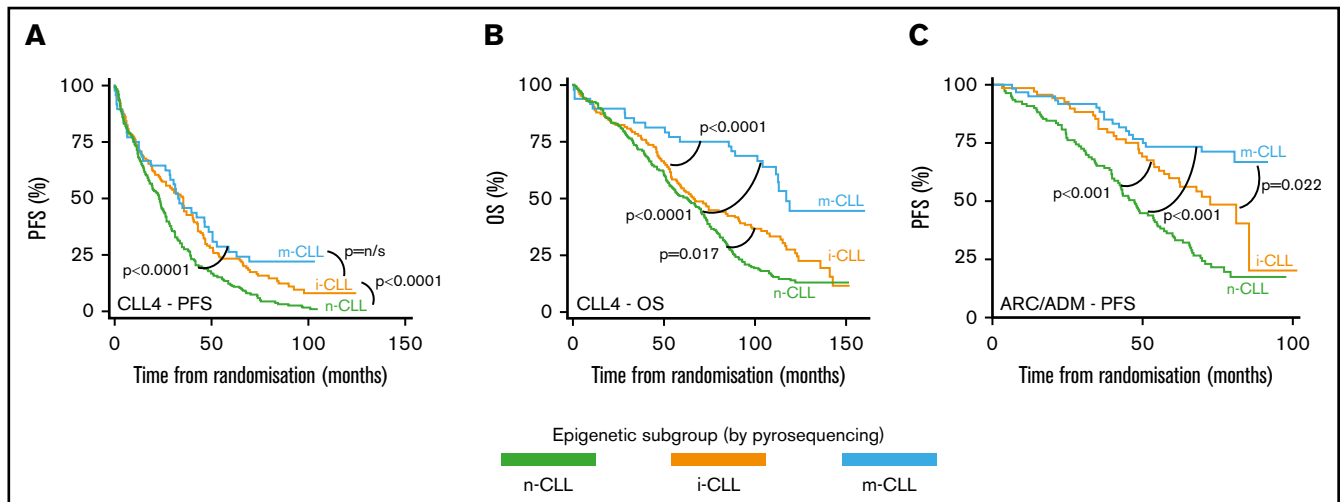 A
PFS (%)
100
75
50
25
0
0 50 100 150
Time from randomisation (months)
m-CLL
p=n/s
i-CLL
p<0.0001
n-CLL
p<0.0001
CLL4 - PFS
B
OS (%)
100
75
50
25
0
0 50 100 150
Time from randomisation (months)
p<0.0001
p<0.0001
p=0.017
m-CLL
i-CLL
n-CLL
CLL4 - OS
C
PFS (%)
100
75
50
25
0
0 50 100
Time from randomisation (months)
m-CLL
p=0.022
p<0.001
p<0.001
i-CLL
n-CLL
ARC/ADM - PFS
Epigenetic subgroup (by pyrosequencing)
n-CLL i-CLL m-CLL